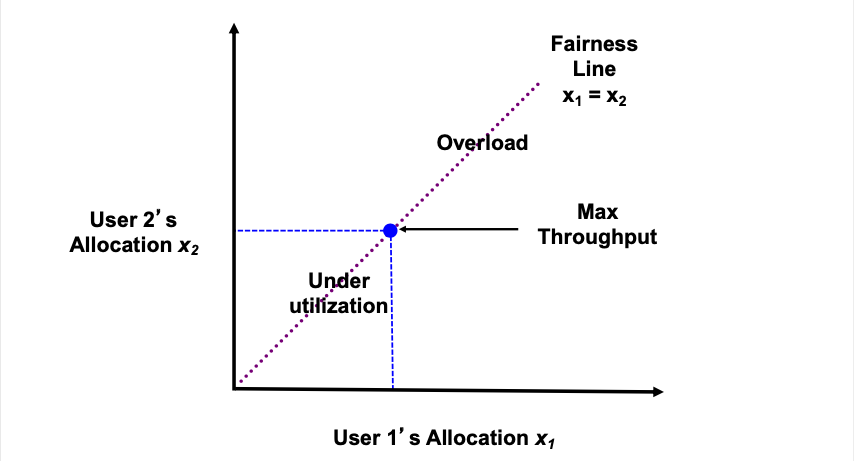 Fairness
Line
x₁ = x₂
Overload
Max
Throughput
User 2’s
Allocation x₂
Under
utilization
User 1’s Allocation x₁